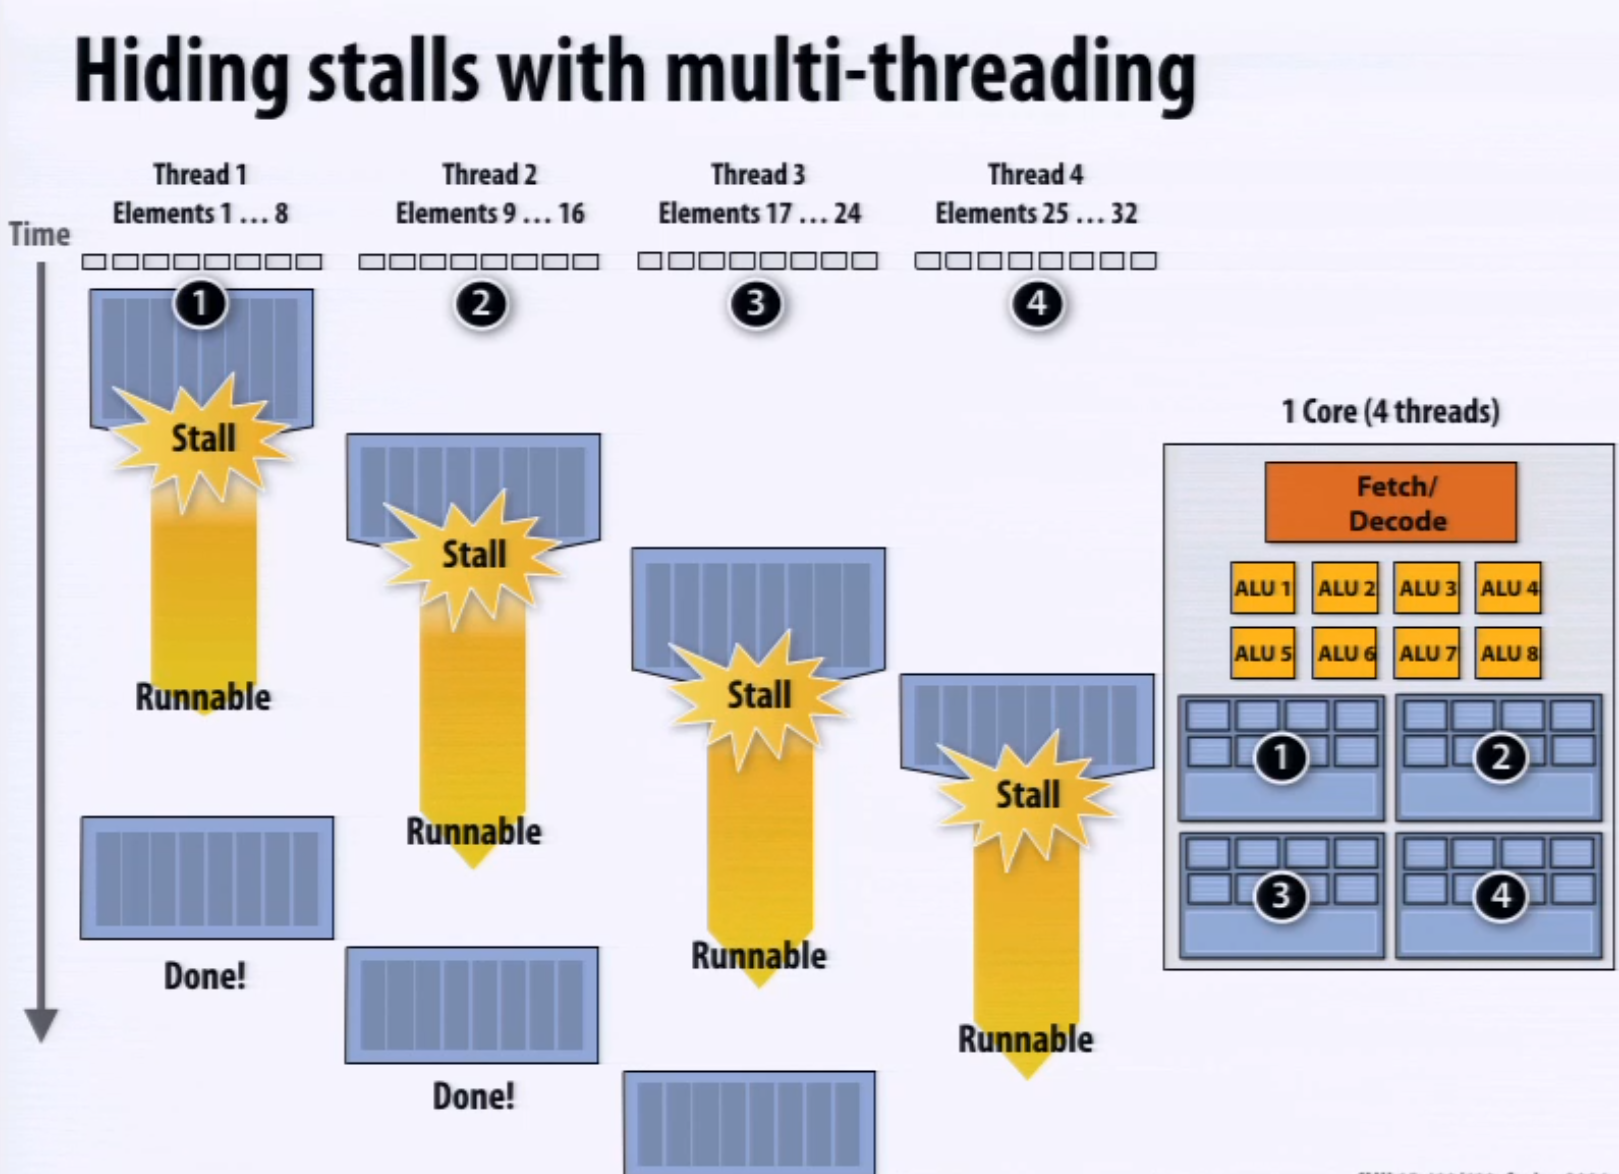 Hiding stalls with multi-threading
Thread 1
Elements 1 … 8
Thread 2
Elements 9 … 16
Thread 3
Elements 17 … 24
Thread 4
Elements 25 … 32
Time
1
2
3
4
Stall
Stall
Stall
Stall
Runnable
Runnable
Runnable
Runnable
Done!
Done!
1 Core (4 threads)
Fetch/
Decode
ALU 1 ALU 2 ALU 3 ALU 4
ALU 5 ALU 6 ALU 7 ALU 8
1
2
3
4